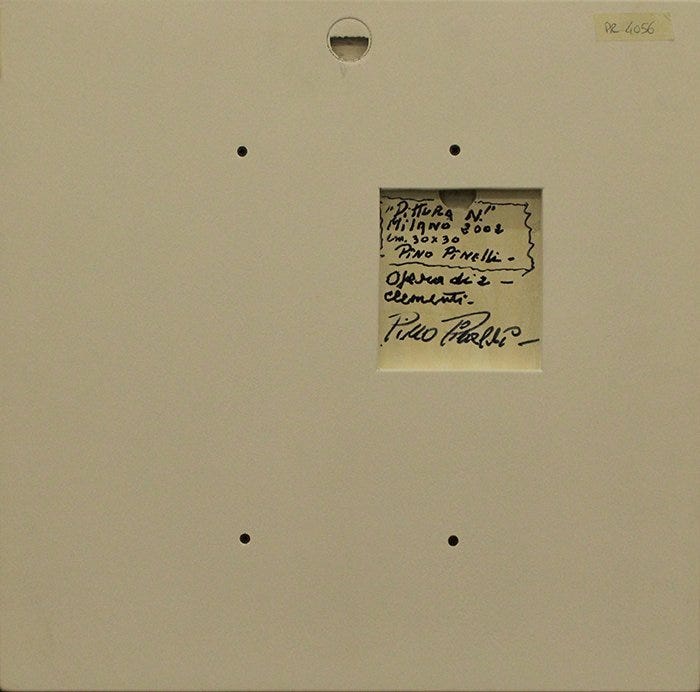 PR 4056
"Pittura N."
Milano 2002
cm. 30x30
Pino Pinelli -
Opera di 2 -
elementi -
Pino Pinelli -